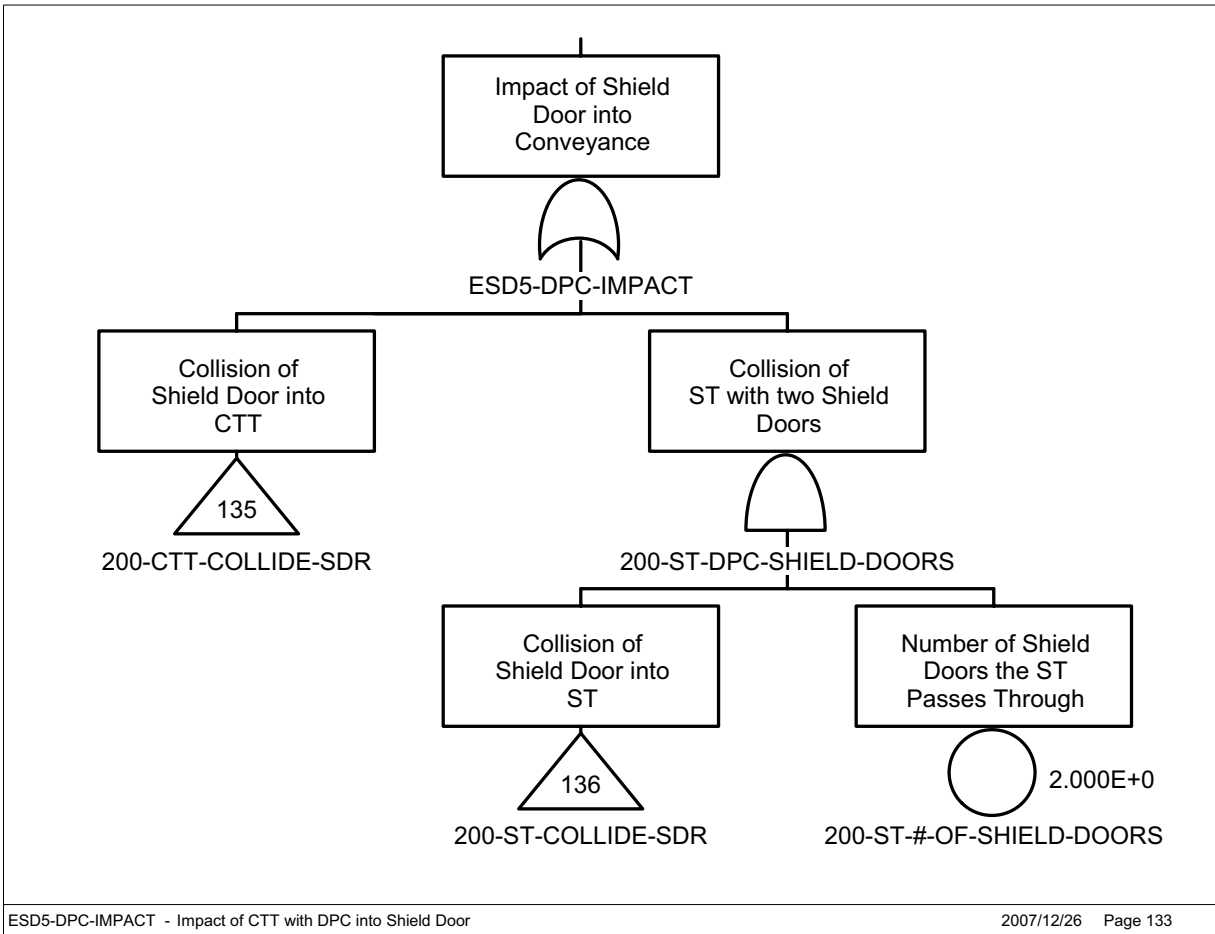 Impact of Shield
Door into
Conveyance
ESD5-DPC-IMPACT
Collision of
Shield Door into
CTT
135
200-CTT-COLLIDE-SDR
Collision of
ST with two Shield
Doors
200-ST-DPC-SHIELD-DOORS
Collision of
Shield Door into
ST
136
200-ST-COLLIDE-SDR
Number of Shield
Doors the ST
Passes Through
2.000E+0
200-ST-#-OF-SHIELD-DOORS
ESD5-DPC-IMPACT - Impact of CTT with DPC into Shield Door
2007/12/26 Page 133